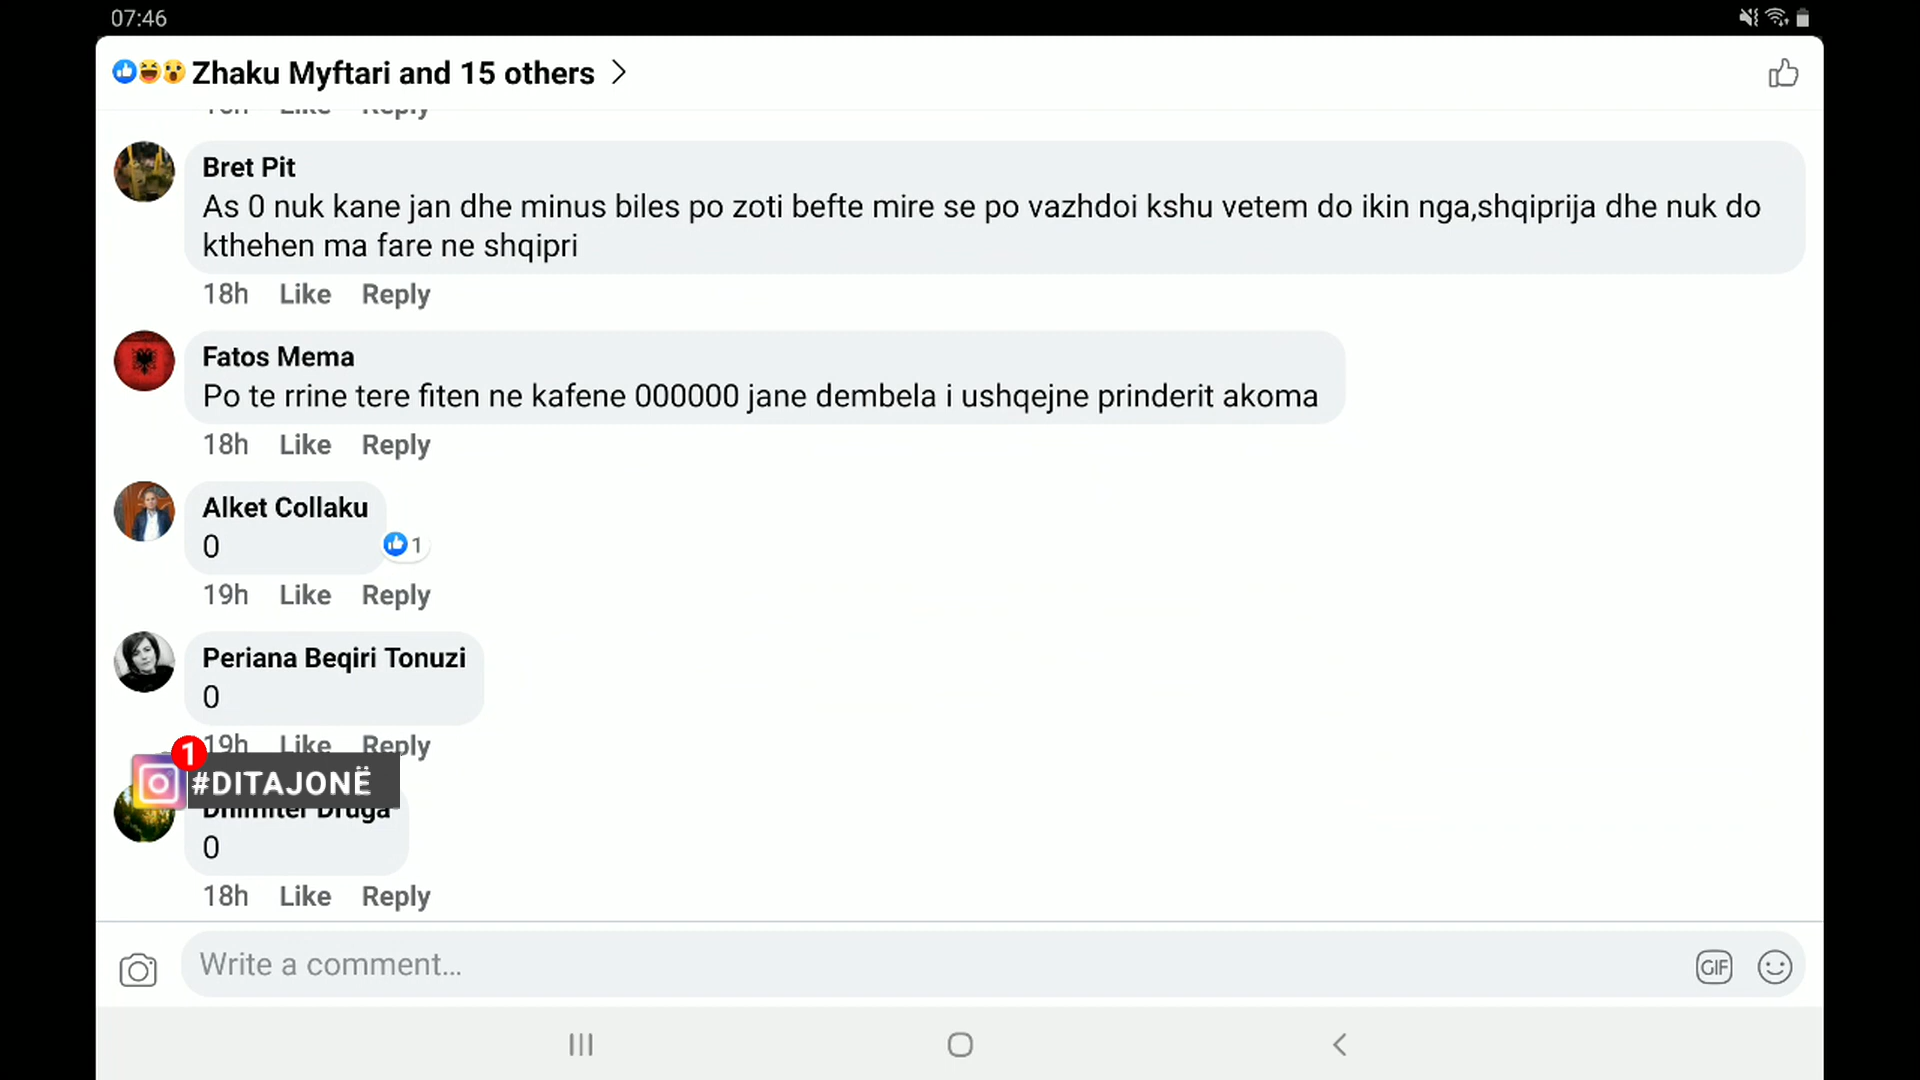 07:46
Zhaku Myftari and 15 others
Like Reply
Bret Pit
As 0 nuk kane jan dhe minus biles po zoti befte mire se po vazhdoi kshu vetem do ikin nga,shqiprija dhe nuk do
kthehen ma fare ne shqipri
18h Like Reply
Fatos Mema
Po te rrine tere fiten ne kafene 000000 jane dembela i ushqejne prinderit akoma
18h Like Reply
Alket Collaku
0
1
19h Like Reply
Periana Beqiri Tonuzi
0
19h Like Reply
1
#DITAJONË
Dhimiter Druga
0
18h Like Reply
Write a comment...
GIF